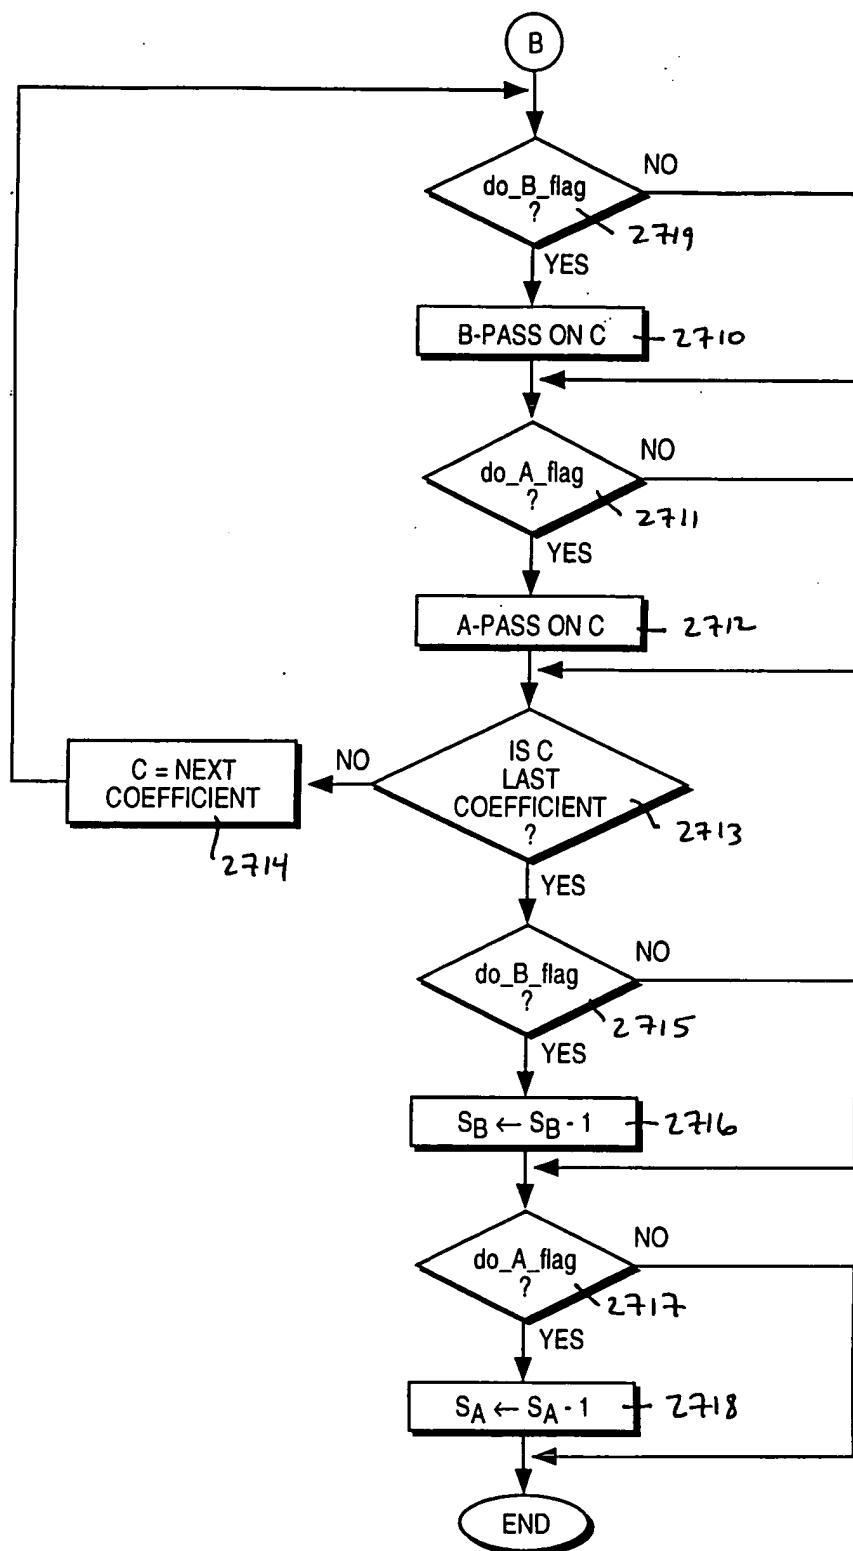 B
do_B_flag
?
NO
2719
YES
B-PASS ON C
2710
do_A_flag
?
NO
2711
YES
A-PASS ON C
2712
IS C
LAST
COEFFICIENT
?
NO
2713
C = NEXT
COEFFICIENT
2714
YES
do_B_flag
?
NO
2715
YES
SB ← SB - 1
2716
do_A_flag
?
NO
2717
YES
SA ← SA - 1
2718
END